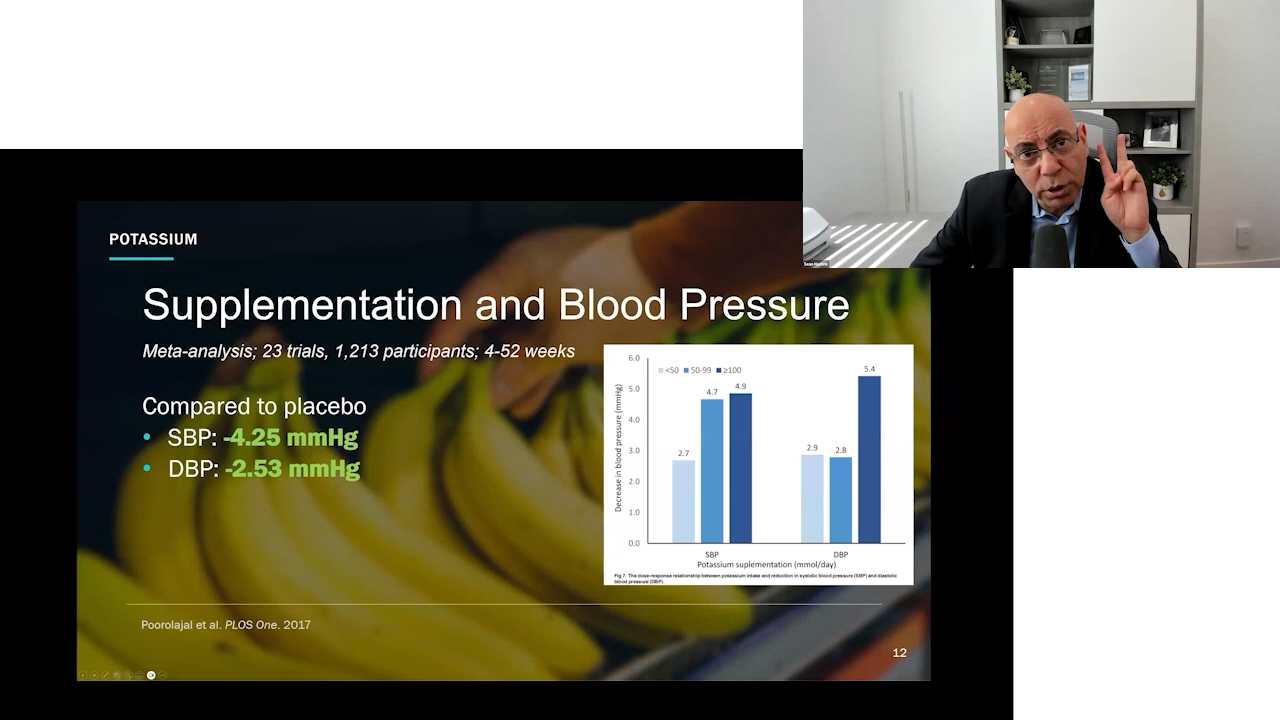 POTASSIUM
Supplementation and Blood Pressure
Meta-analysis; 23 trials, 1,213 participants; 4-52 weeks
Compared to placebo
• SBP: -4.25 mmHg
• DBP: -2.53 mmHg
Decrease in blood pressure (mmHg)
6.0
5.0
4.0
3.0
2.0
1.0
0.0
<50 50-99 ≥100
2.7
4.7
4.9
2.9
2.8
5.4
SBP
DBP
Potassium suplementation (mmol/day)
Fig 7. The dose-response relationship between potassium intake and reduction in systolic blood pressure (SBP) and diastolic
blood pressure (DBP).
Poorolajal et al. PLOS One. 2017
12